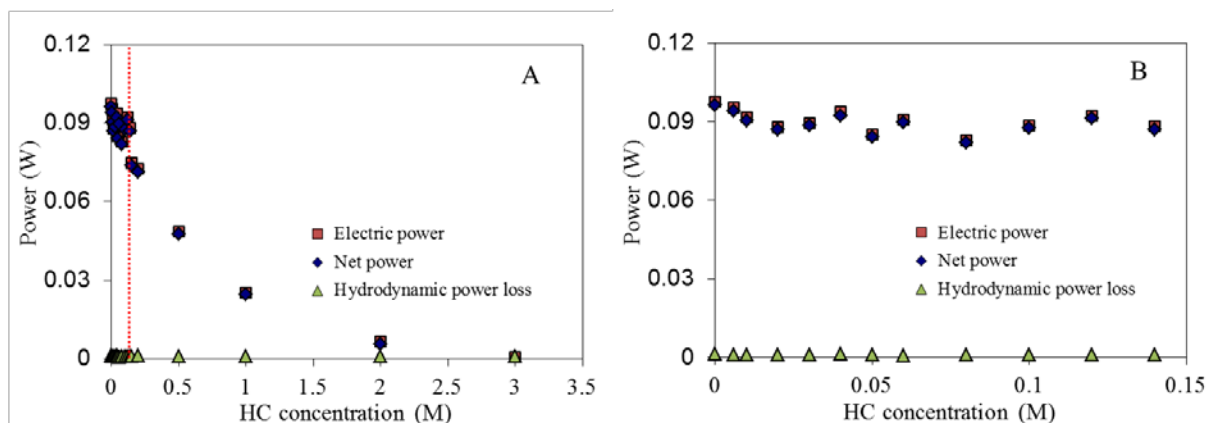 0.12
0.09
0.06
0.03
0
Power (W)
A
Electric power
Net power
Hydrodynamic power loss
0 0.5 1 1.5 2 2.5 3 3.5
HC concentration (M)
0.12
0.09
0.06
0.03
0
Power (W)
B
Electric power
Net power
Hydrodynamic power loss
0 0.05 0.1 0.15
HC concentration (M)